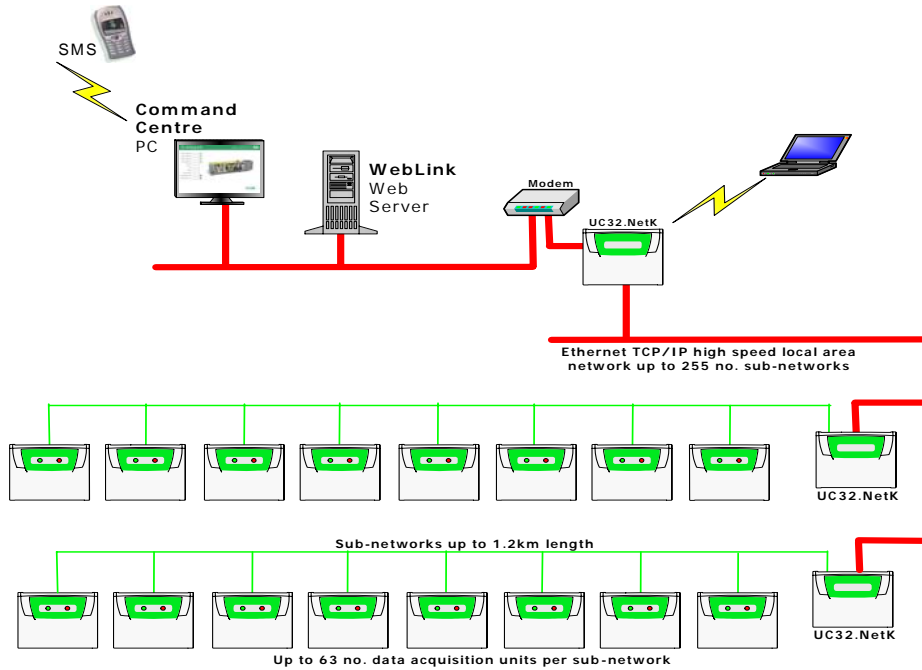 SMS
Command
Centre
PC
WebLink
Web
Server
Modem
UC32.NetK
Ethernet TCP/IP high speed local area
network up to 255 no. sub-networks
UC32.NetK
Sub-networks up to 1.2km length
UC32.NetK
Up to 63 no. data acquisition units per sub-network